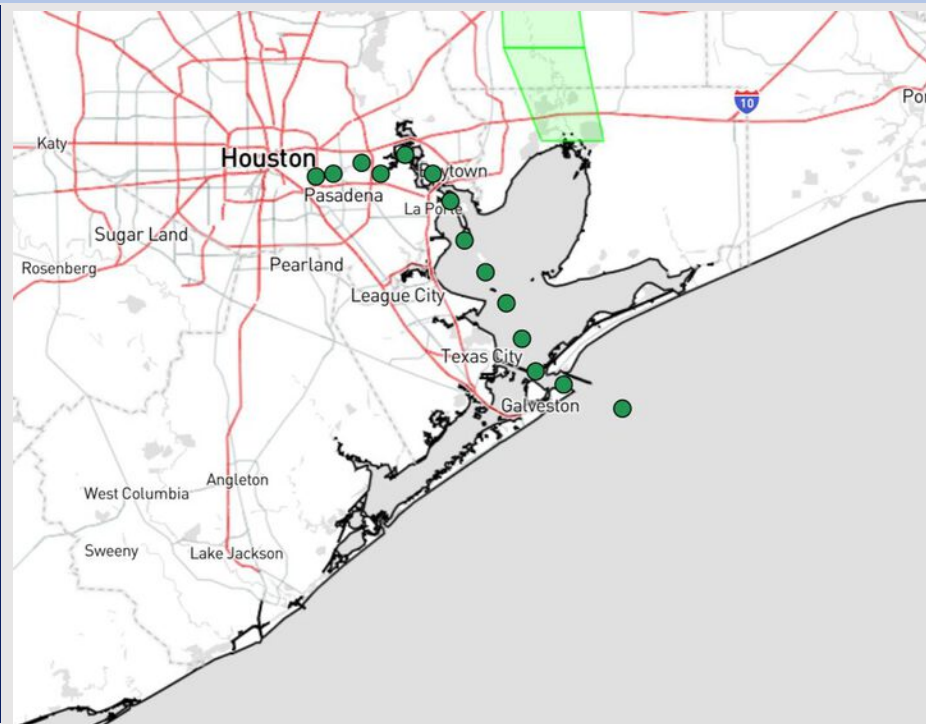 Katy
Houston
10
Baytown
Pasadena
La Porte
Sugar Land
Rosenberg
Pearland
League City
Texas City
Galveston
Angleton
West Columbia
Sweeny
Lake Jackson